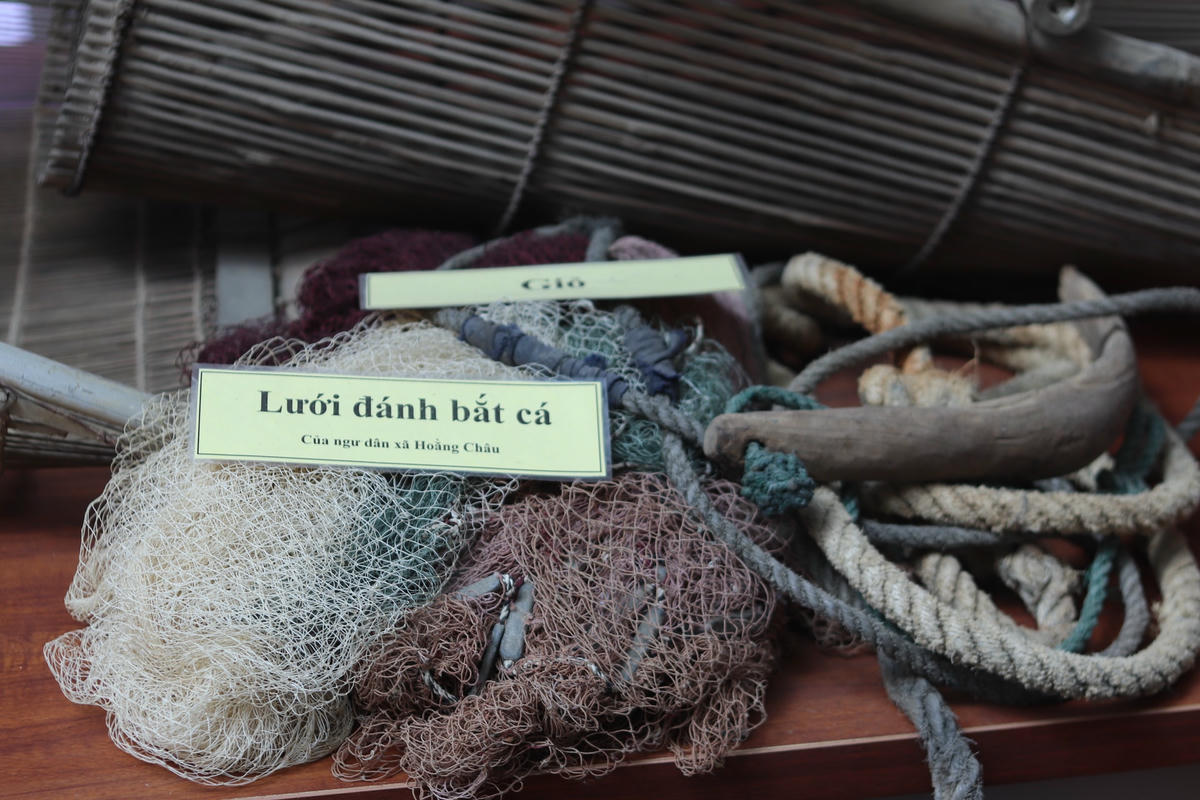 Giỏ
Lưới đánh bắt cá
Của ngư dân xã Hoằng Châu